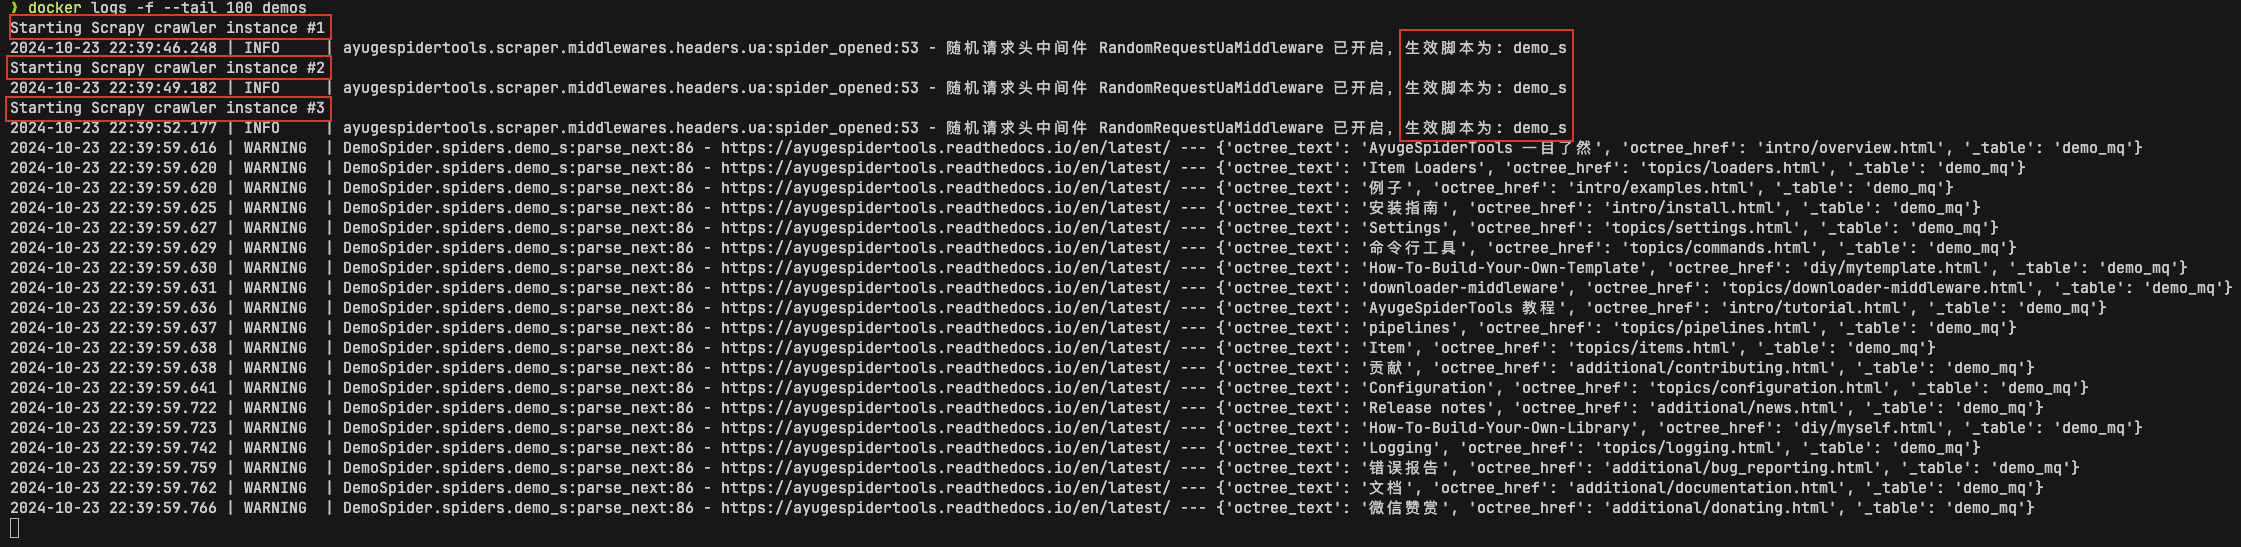 ❯ docker logs -f --tail 100 demos
Starting Scrapy crawler instance #1
2024-10-23 22:39:46.248 | INFO     | ayugespidertools.scraper.middlewares.headers.ua:spider_opened:53 - 随机请求头中间件 RandomRequestUaMiddleware 已开启, 生效脚本为: demo_s
Starting Scrapy crawler instance #2
2024-10-23 22:39:49.182 | INFO     | ayugespidertools.scraper.middlewares.headers.ua:spider_opened:53 - 随机请求头中间件 RandomRequestUaMiddleware 已开启, 生效脚本为: demo_s
Starting Scrapy crawler instance #3
2024-10-23 22:39:52.177 | INFO     | ayugespidertools.scraper.middlewares.headers.ua:spider_opened:53 - 随机请求头中间件 RandomRequestUaMiddleware 已开启, 生效脚本为: demo_s
2024-10-23 22:39:59.616 | WARNING  | DemoSpider.spiders.demo_s:parse_next:86 - https://ayugespidertools.readthedocs.io/en/latest/ --- {'octree_text': 'AyugeSpiderTools 一目了然', 'octree_href': 'intro/overview.html', '_table': 'demo_mq'}
2024-10-23 22:39:59.620 | WARNING  | DemoSpider.spiders.demo_s:parse_next:86 - https://ayugespidertools.readthedocs.io/en/latest/ --- {'octree_text': 'Item Loaders', 'octree_href': 'topics/loaders.html', '_table': 'demo_mq'}
2024-10-23 22:39:59.620 | WARNING  | DemoSpider.spiders.demo_s:parse_next:86 - https://ayugespidertools.readthedocs.io/en/latest/ --- {'octree_text': '例子', 'octree_href': 'intro/examples.html', '_table': 'demo_mq'}
2024-10-23 22:39:59.625 | WARNING  | DemoSpider.spiders.demo_s:parse_next:86 - https://ayugespidertools.readthedocs.io/en/latest/ --- {'octree_text': '安装指南', 'octree_href': 'intro/install.html', '_table': 'demo_mq'}
2024-10-23 22:39:59.627 | WARNING  | DemoSpider.spiders.demo_s:parse_next:86 - https://ayugespidertools.readthedocs.io/en/latest/ --- {'octree_text': 'Settings', 'octree_href': 'topics/settings.html', '_table': 'demo_mq'}
2024-10-23 22:39:59.629 | WARNING  | DemoSpider.spiders.demo_s:parse_next:86 - https://ayugespidertools.readthedocs.io/en/latest/ --- {'octree_text': '命令行工具', 'octree_href': 'topics/commands.html', '_table': 'demo_mq'}
2024-10-23 22:39:59.630 | WARNING  | DemoSpider.spiders.demo_s:parse_next:86 - https://ayugespidertools.readthedocs.io/en/latest/ --- {'octree_text': 'How-To-Build-Your-Own-Template', 'octree_href': 'diy/mytemplate.html', '_table': 'demo_mq'}
2024-10-23 22:39:59.631 | WARNING  | DemoSpider.spiders.demo_s:parse_next:86 - https://ayugespidertools.readthedocs.io/en/latest/ --- {'octree_text': 'downloader-middleware', 'octree_href': 'topics/downloader-middleware.html', '_table': 'demo_mq'}
2024-10-23 22:39:59.636 | WARNING  | DemoSpider.spiders.demo_s:parse_next:86 - https://ayugespidertools.readthedocs.io/en/latest/ --- {'octree_text': 'AyugeSpiderTools 教程', 'octree_href': 'intro/tutorial.html', '_table': 'demo_mq'}
2024-10-23 22:39:59.637 | WARNING  | DemoSpider.spiders.demo_s:parse_next:86 - https://ayugespidertools.readthedocs.io/en/latest/ --- {'octree_text': 'pipelines', 'octree_href': 'topics/pipelines.html', '_table': 'demo_mq'}
2024-10-23 22:39:59.638 | WARNING  | DemoSpider.spiders.demo_s:parse_next:86 - https://ayugespidertools.readthedocs.io/en/latest/ --- {'octree_text': 'Item', 'octree_href': 'topics/items.html', '_table': 'demo_mq'}
2024-10-23 22:39:59.638 | WARNING  | DemoSpider.spiders.demo_s:parse_next:86 - https://ayugespidertools.readthedocs.io/en/latest/ --- {'octree_text': '贡献', 'octree_href': 'additional/contributing.html', '_table': 'demo_mq'}
2024-10-23 22:39:59.641 | WARNING  | DemoSpider.spiders.demo_s:parse_next:86 - https://ayugespidertools.readthedocs.io/en/latest/ --- {'octree_text': 'Configuration', 'octree_href': 'topics/configuration.html', '_table': 'demo_mq'}
2024-10-23 22:39:59.722 | WARNING  | DemoSpider.spiders.demo_s:parse_next:86 - https://ayugespidertools.readthedocs.io/en/latest/ --- {'octree_text': 'Release notes', 'octree_href': 'additional/news.html', '_table': 'demo_mq'}
2024-10-23 22:39:59.723 | WARNING  | DemoSpider.spiders.demo_s:parse_next:86 - https://ayugespidertools.readthedocs.io/en/latest/ --- {'octree_text': 'How-To-Build-Your-Own-Library', 'octree_href': 'diy/myself.html', '_table': 'demo_mq'}
2024-10-23 22:39:59.742 | WARNING  | DemoSpider.spiders.demo_s:parse_next:86 - https://ayugespidertools.readthedocs.io/en/latest/ --- {'octree_text': 'Logging', 'octree_href': 'topics/logging.html', '_table': 'demo_mq'}
2024-10-23 22:39:59.759 | WARNING  | DemoSpider.spiders.demo_s:parse_next:86 - https://ayugespidertools.readthedocs.io/en/latest/ --- {'octree_text': '错误报告', 'octree_href': 'additional/bug_reporting.html', '_table': 'demo_mq'}
2024-10-23 22:39:59.762 | WARNING  | DemoSpider.spiders.demo_s:parse_next:86 - https://ayugespidertools.readthedocs.io/en/latest/ --- {'octree_text': '文档', 'octree_href': 'additional/documentation.html', '_table': 'demo_mq'}
2024-10-23 22:39:59.766 | WARNING  | DemoSpider.spiders.demo_s:parse_next:86 - https://ayugespidertools.readthedocs.io/en/latest/ --- {'octree_text': '微信赞赏', 'octree_href': 'additional/donating.html', '_table': 'demo_mq'}